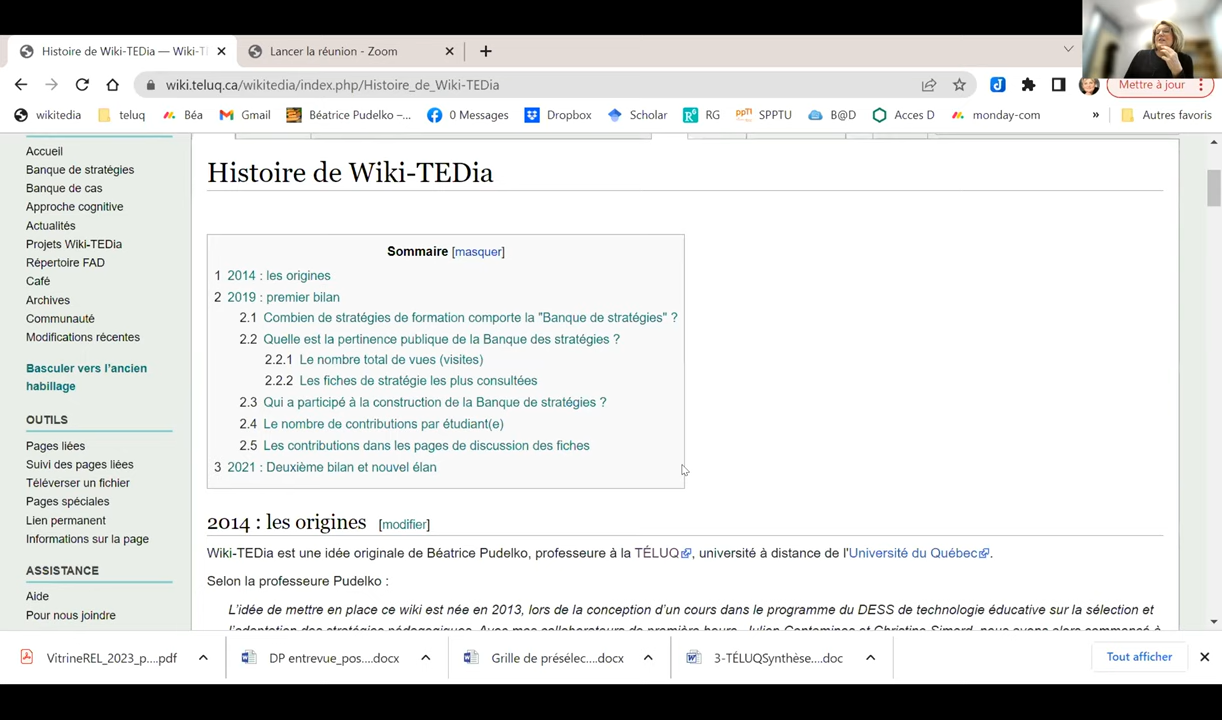 Histoire de Wiki-TEDia — Wiki-T
Lancer la réunion - Zoom
wiki.teluq.ca/wikitedia/index.php/Histoire_de_Wiki-TEDia
Mettre à jour
wikitedia
teluq
Béa
Gmail
Béatrice Pudelko –...
0 Messages
Dropbox
Scholar
RG
SPPTU
B@D
Acces D
monday-com
»
Autres favoris
Accueil
Banque de stratégies
Banque de cas
Approche cognitive
Actualités
Projets Wiki-TEDia
Répertoire FAD
Café
Archives
Communauté
Modifications récentes
Basculer vers l'ancien
habillage
OUTILS
Pages liées
Suivi des pages liées
Téléverser un fichier
Pages spéciales
Lien permanent
Informations sur la page
ASSISTANCE
Aide
Pour nous joindre
Histoire de Wiki-TEDia
Sommaire [masquer]
1 2014 : les origines
2 2019 : premier bilan
2.1 Combien de stratégies de formation comporte la "Banque de stratégies" ?
2.2 Quelle est la pertinence publique de la Banque des stratégies ?
2.2.1 Le nombre total de vues (visites)
2.2.2 Les fiches de stratégie les plus consultées
2.3 Qui a participé à la construction de la Banque de stratégies ?
2.4 Le nombre de contributions par étudiant(e)
2.5 Les contributions dans les pages de discussion des fiches
3 2021 : Deuxième bilan et nouvel élan
2014 : les origines [modifier]
Wiki-TEDia est une idée originale de Béatrice Pudelko, professeure à la TÉLUQ, université à distance de l'Université du Québec.
Selon la professeure Pudelko :
L'idée de mettre en place ce wiki est née en 2013, lors de la conception d'un cours dans le programme du DESS de technologie éducative sur la sélection et
VitrineREL_2023_p....pdf
DP entrevue_pos....docx
Grille de présélec....docx
3-TÉLUQSynthèse....doc
Tout afficher